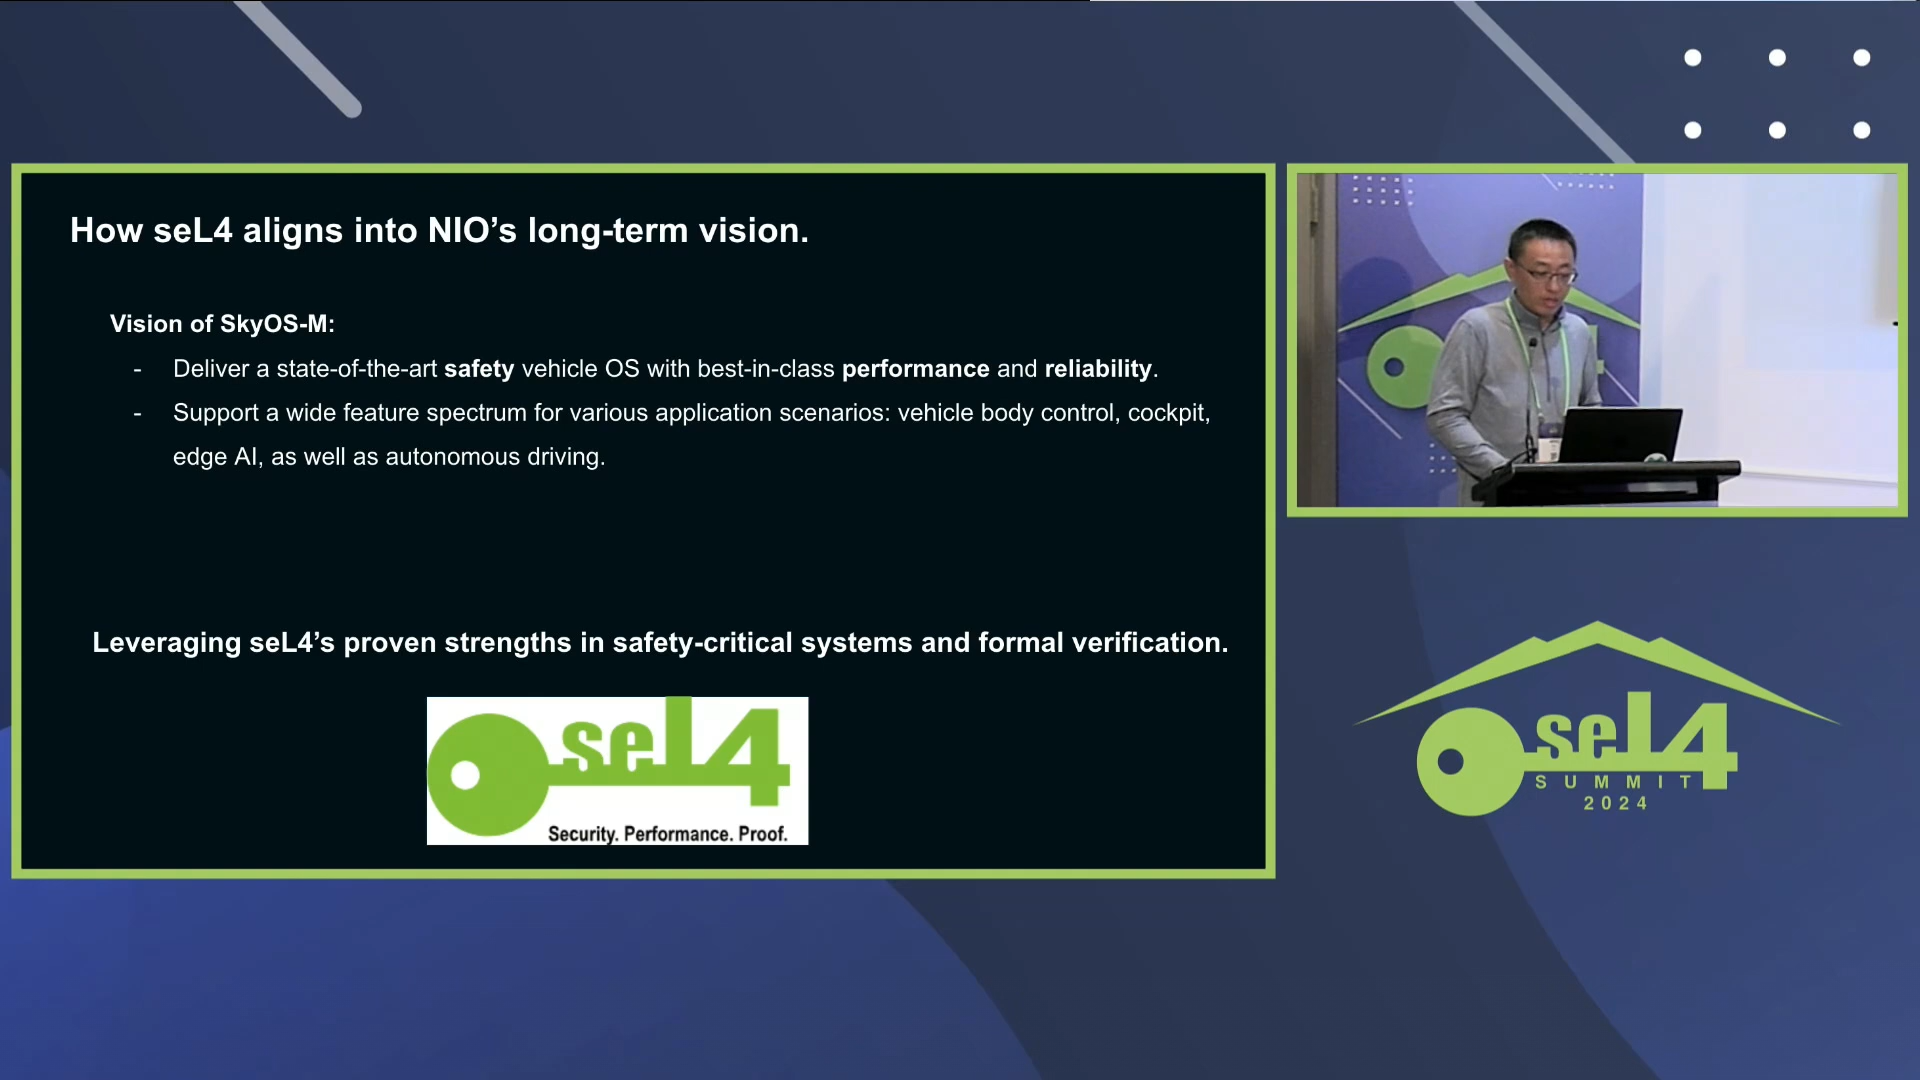 How seL4 aligns into NIO’s long-term vision.
Vision of SkyOS-M:
- Deliver a state-of-the-art safety vehicle OS with best-in-class performance and reliability.
- Support a wide feature spectrum for various application scenarios: vehicle body control, cockpit,
edge AI, as well as autonomous driving.
Leveraging seL4’s proven strengths in safety-critical systems and formal verification.
seL4
Security. Performance. Proof.
seL4
SUMMIT
2024